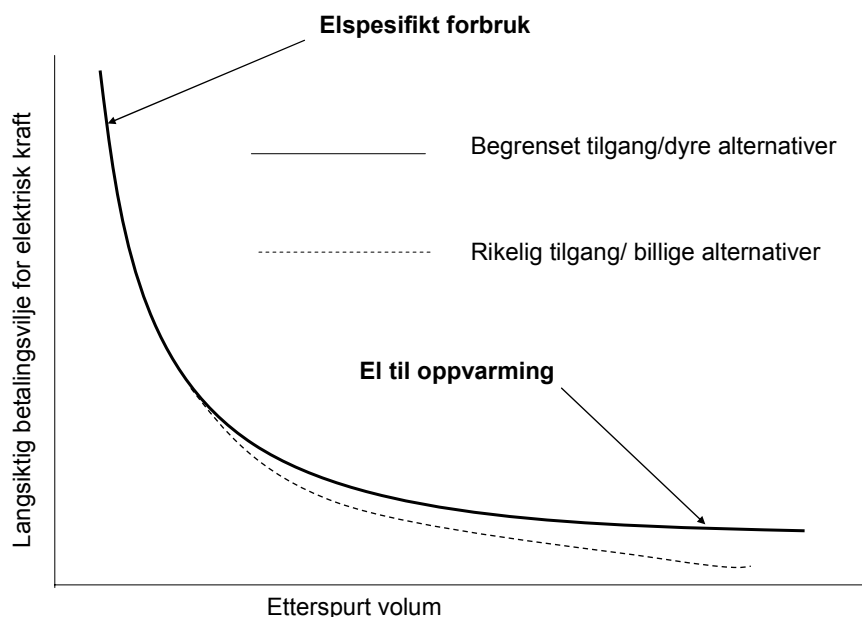 Elspesifikt forbruk
Langsiktig betalingsvilje for elektrisk kraft
Begrenset tilgang/dyre alternativer
Rikelig tilgang/ billige alternativer
El til oppvarming
Etterspurt volum